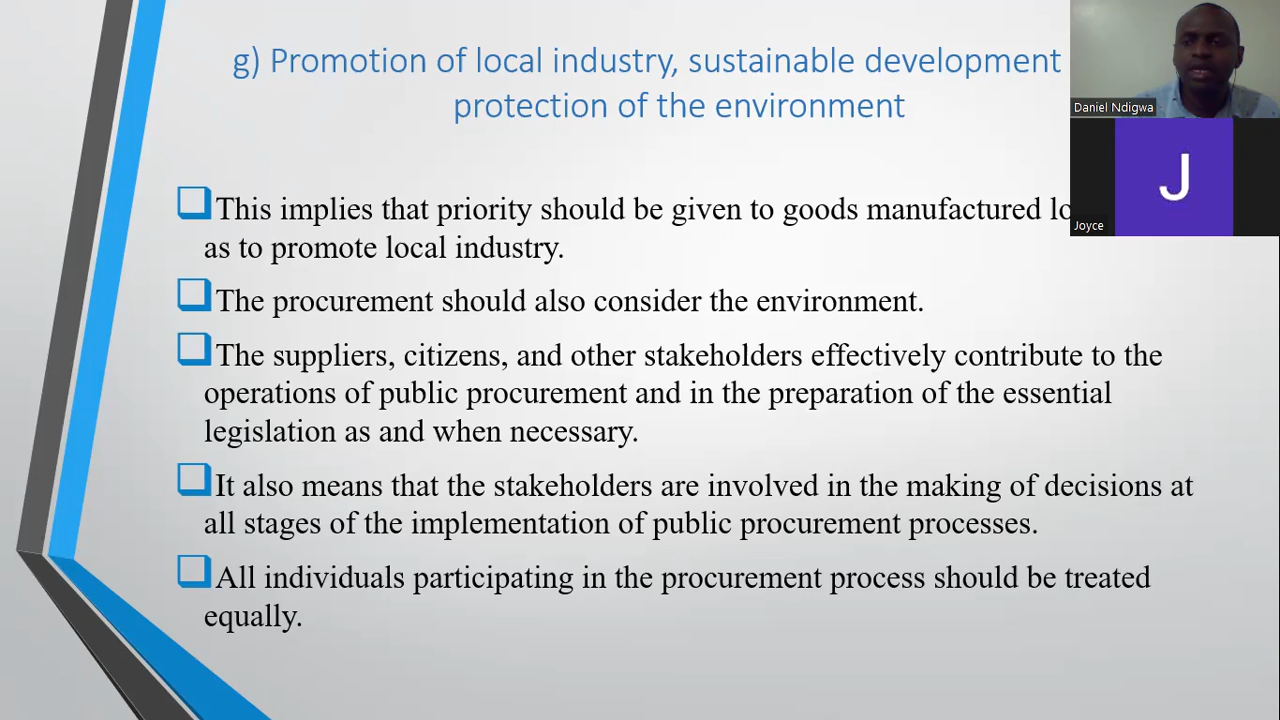 g) Promotion of local industry, sustainable development
protection of the environment
This implies that priority should be given to goods manufactured
as to promote local industry.
The procurement should also consider the environment.
The suppliers, citizens, and other stakeholders effectively contribute to the
operations of public procurement and in the preparation of the essential
legislation as and when necessary.
It also means that the stakeholders are involved in the making of decisions at
all stages of the implementation of public procurement processes.
All individuals participating in the procurement process should be treated
equally.
Daniel Ndigwa
J
Joyce